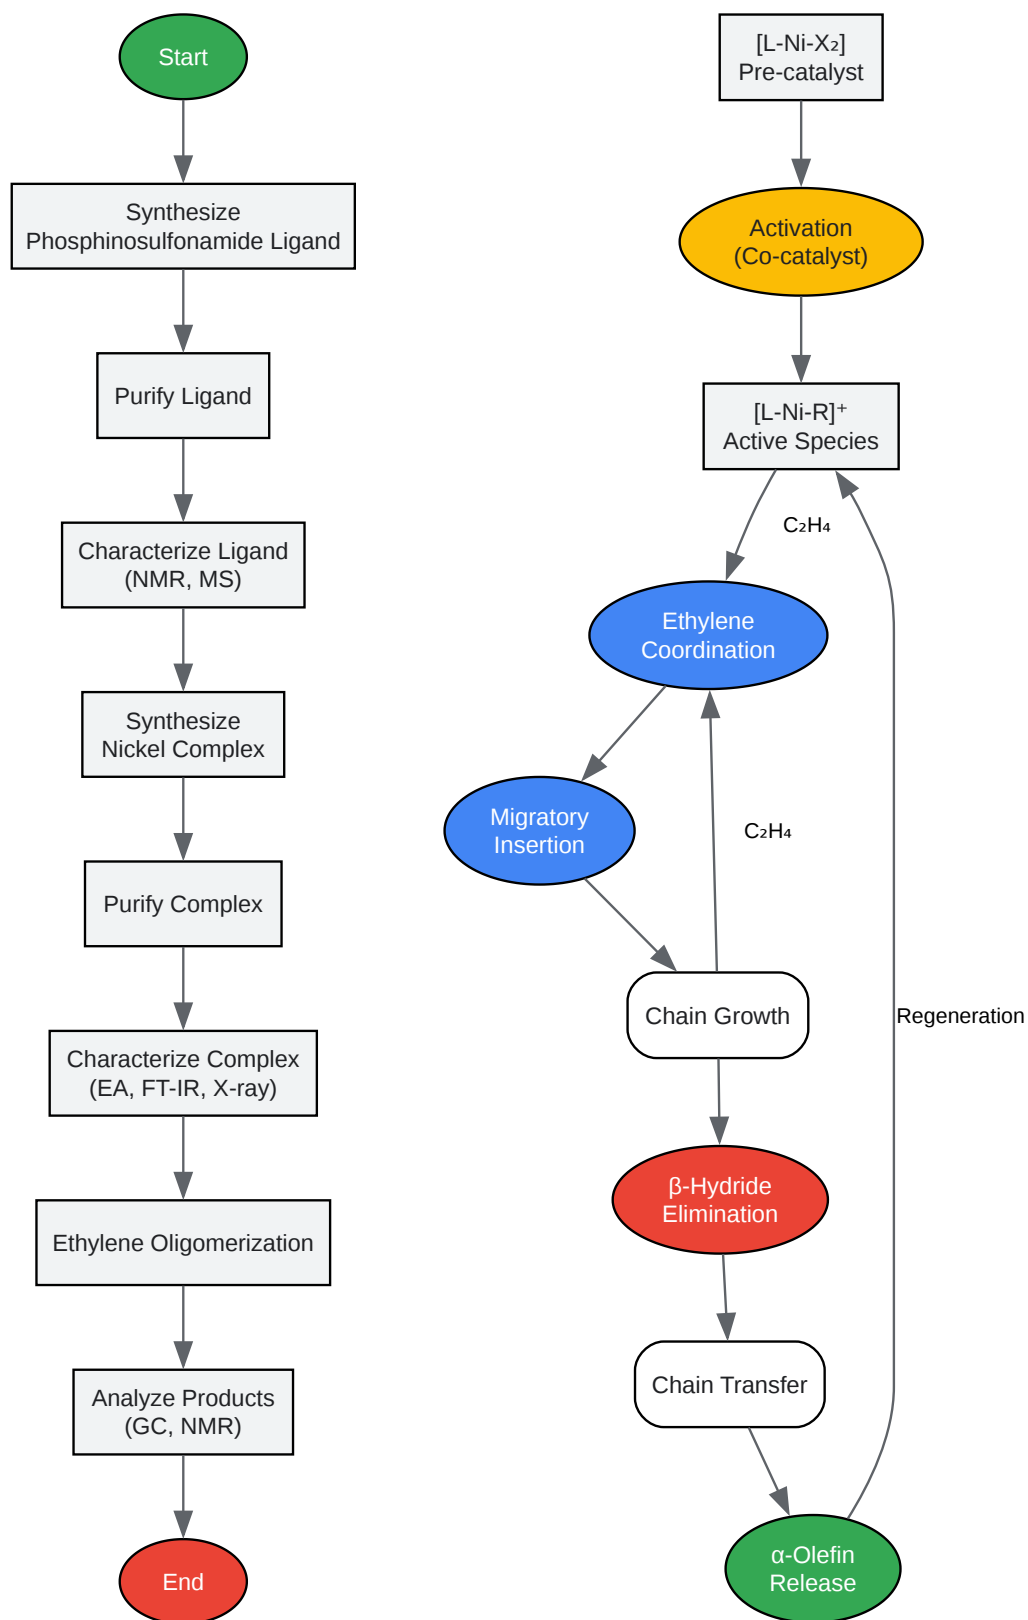 Start
Synthesize
Phosphinosulfonamide Ligand
Purify Ligand
Characterize Ligand
(NMR, MS)
Synthesize
Nickel Complex
Purify Complex
Characterize Complex
(EA, FT-IR, X-ray)
Ethylene Oligomerization
Analyze Products
(GC, NMR)
End
[L-Ni-X₂]
Pre-catalyst
Activation
(Co-catalyst)
[L-Ni-R]⁺
Active Species
C₂H₄
Ethylene
Coordination
Migratory
Insertion
C₂H₄
Chain Growth
Regeneration
β-Hydride
Elimination
Chain Transfer
α-Olefin
Release